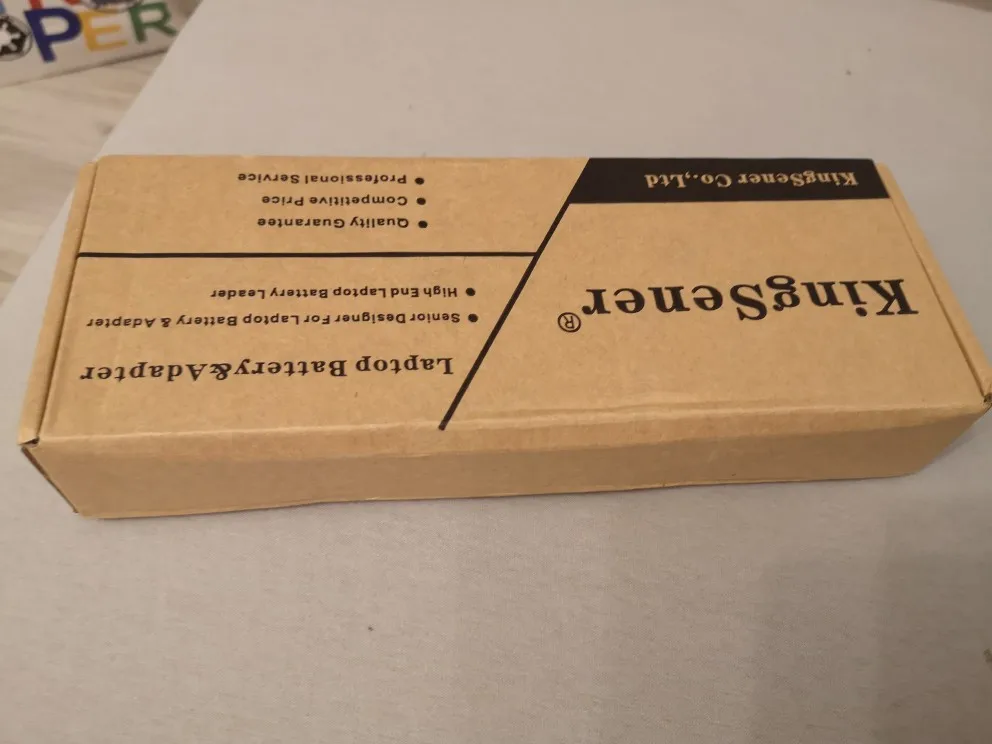 KingSener®
KingSener Co.,Ltd
Laptop Battery&Adapter
● Senior Designer For Laptop Battery & Adapter
● High End Laptop Battery Leader
● Quality Guarantee
● Competitive Price
● Professional Service
PER